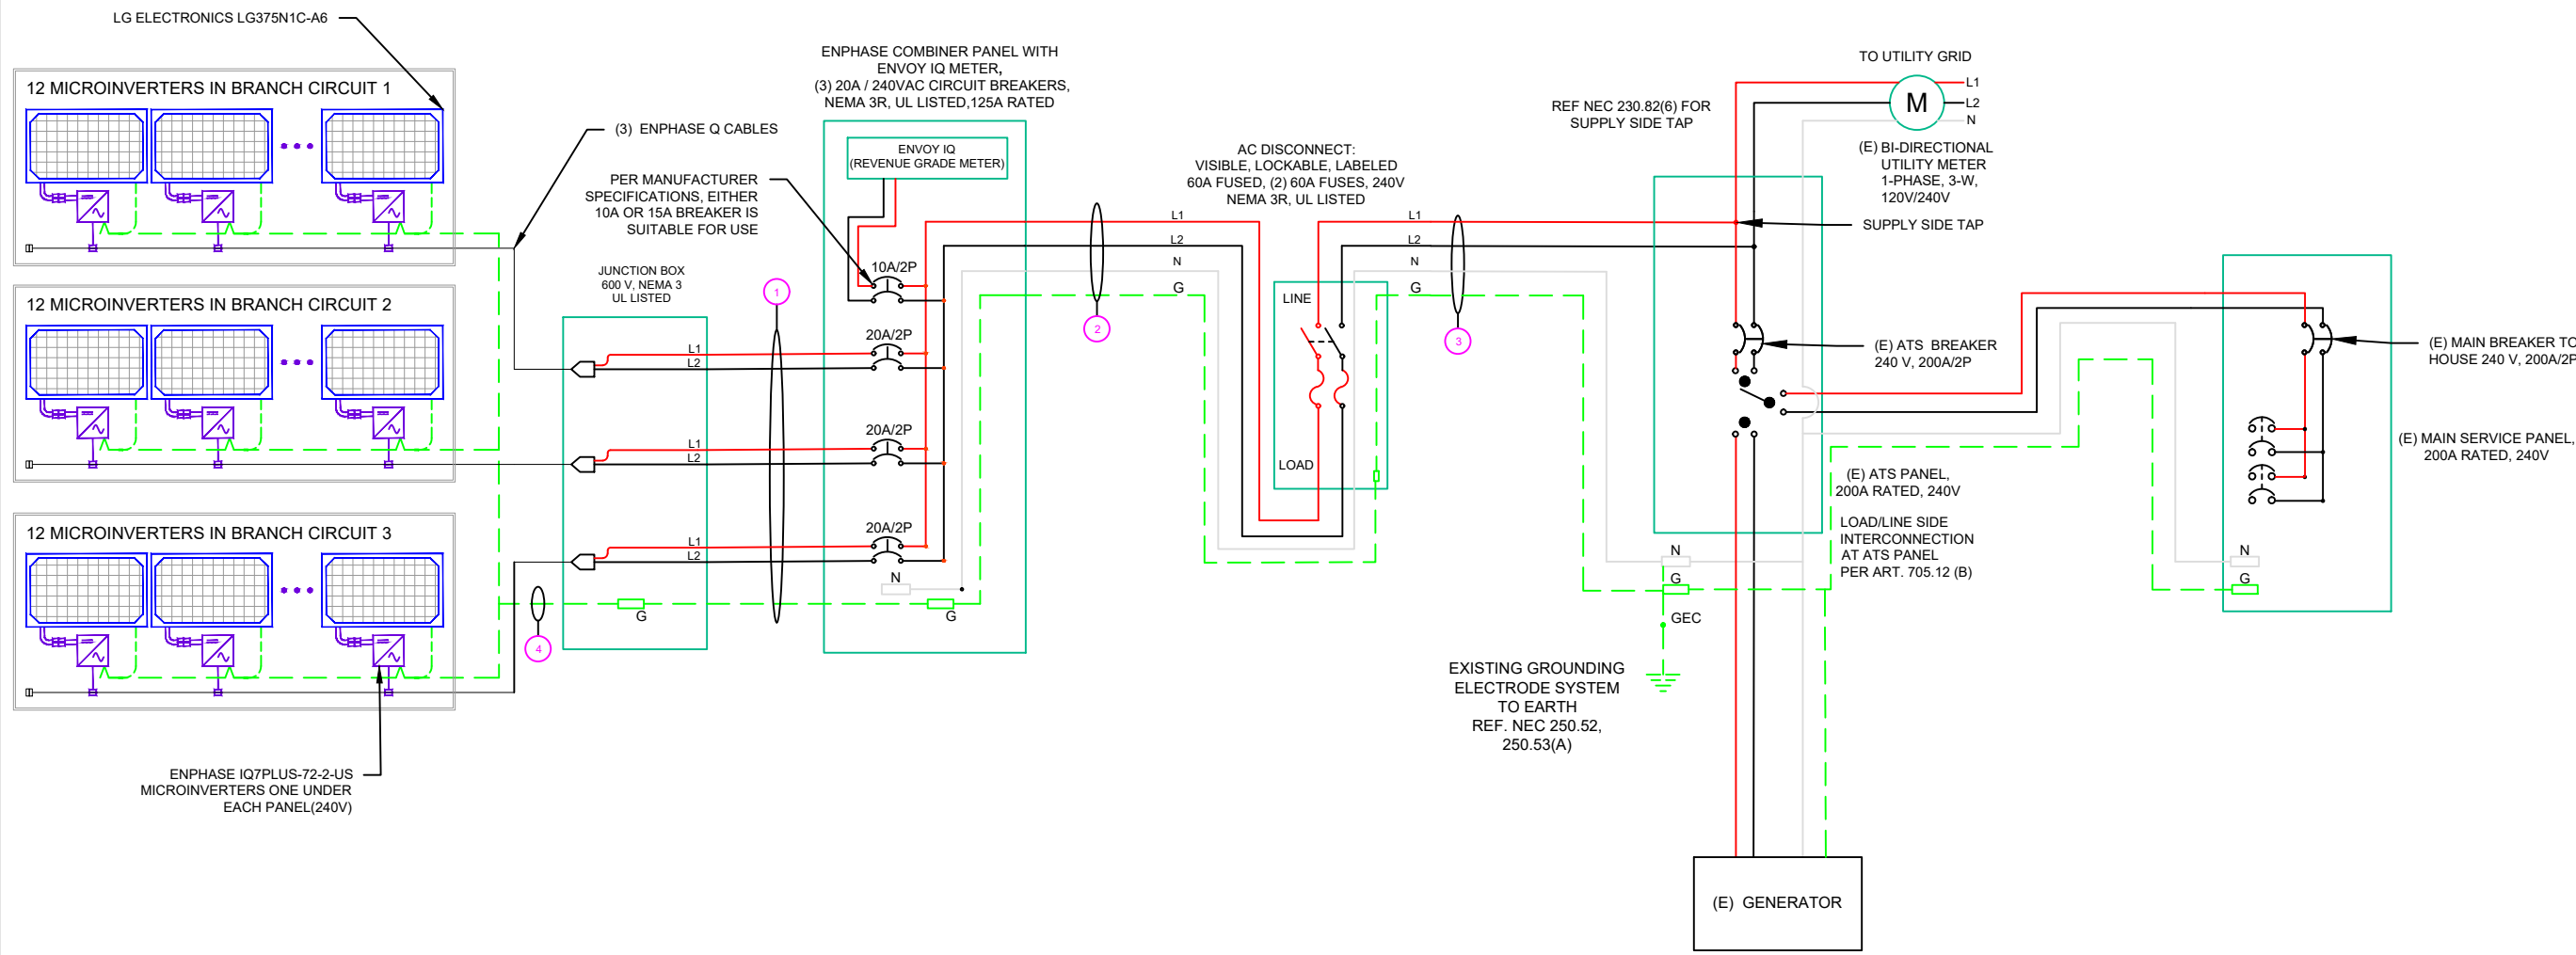 LG ELECTRONICS LG375N1C-A6
12 MICROINVERTERS IN BRANCH CIRCUIT 1
12 MICROINVERTERS IN BRANCH CIRCUIT 2
12 MICROINVERTERS IN BRANCH CIRCUIT 3
ENPHASE IQ7PLUS-72-2-US
MICROINVERTERS ONE UNDER
EACH PANEL(240V)
(3) ENPHASE Q CABLES
PER MANUFACTURER
SPECIFICATIONS, EITHER
10A OR 15A BREAKER IS
SUITABLE FOR USE
JUNCTION BOX
600 V, NEMA 3
UL LISTED
L1
L2
L1
L2
L1
L2
G
4
1
ENPHASE COMBINER PANEL WITH
ENVOY IQ METER,
(3) 20A / 240VAC CIRCUIT BREAKERS,
NEMA 3R, UL LISTED,125A RATED
ENVOY IQ
(REVENUE GRADE METER)
10A/2P
20A/2P
20A/2P
20A/2P
N
G
2
L1
L2
N
G
AC DISCONNECT:
VISIBLE, LOCKABLE, LABELED
60A FUSED, (2) 60A FUSES, 240V
NEMA 3R, UL LISTED
LINE
LOAD
L1
L2
N
G
3
REF NEC 230.82(6) FOR
SUPPLY SIDE TAP
TO UTILITY GRID
M
L1
L2
N
(E) BI-DIRECTIONAL
UTILITY METER
1-PHASE, 3-W,
120V/240V
SUPPLY SIDE TAP
(E) ATS BREAKER
240 V, 200A/2P
(E) ATS PANEL,
200A RATED, 240V
LOAD/LINE SIDE
INTERCONNECTION
AT ATS PANEL
PER ART. 705.12 (B)
N
G
GEC
EXISTING GROUNDING
ELECTRODE SYSTEM
TO EARTH
REF. NEC 250.52,
250.53(A)
(E) GENERATOR
(E) MAIN BREAKER TO
HOUSE 240 V, 200A/2P
(E) MAIN SERVICE PANEL,
200A RATED, 240V
N
G